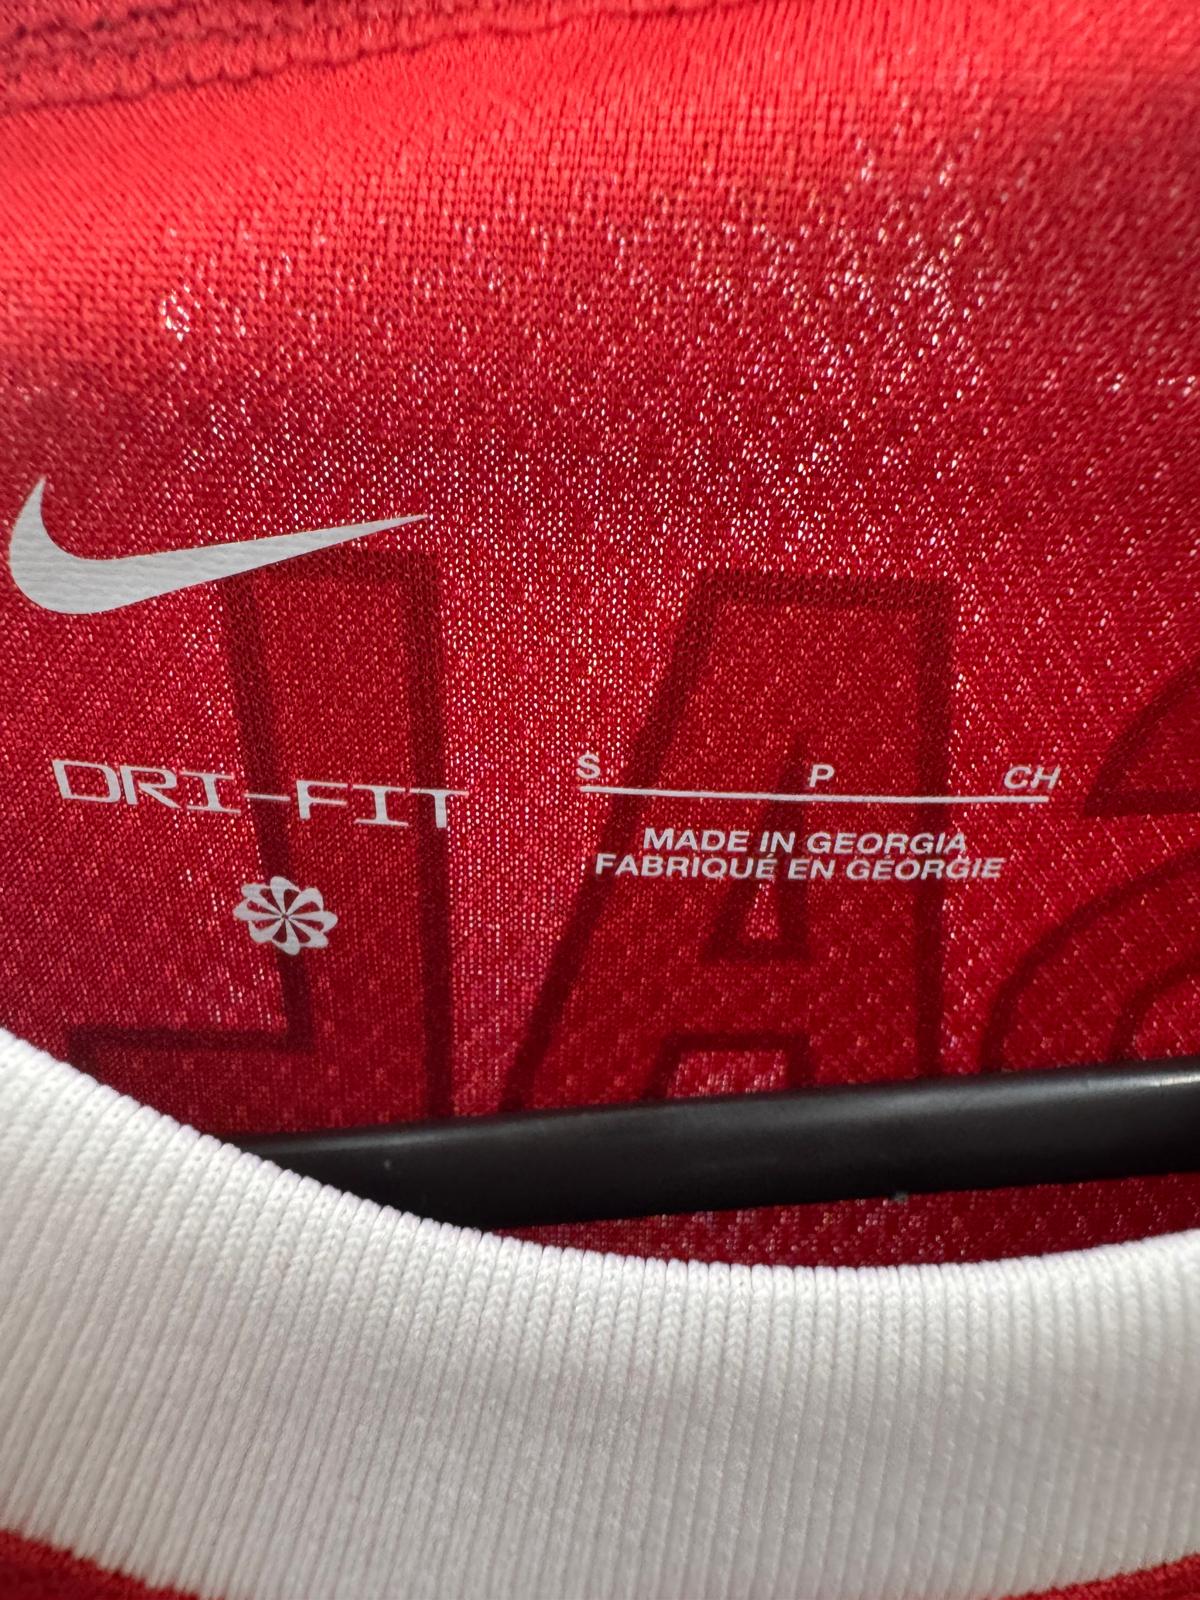 DRI-FIT
S P CH
MADE IN GEORGIA
FABRIQUÉ EN GÉORGIE